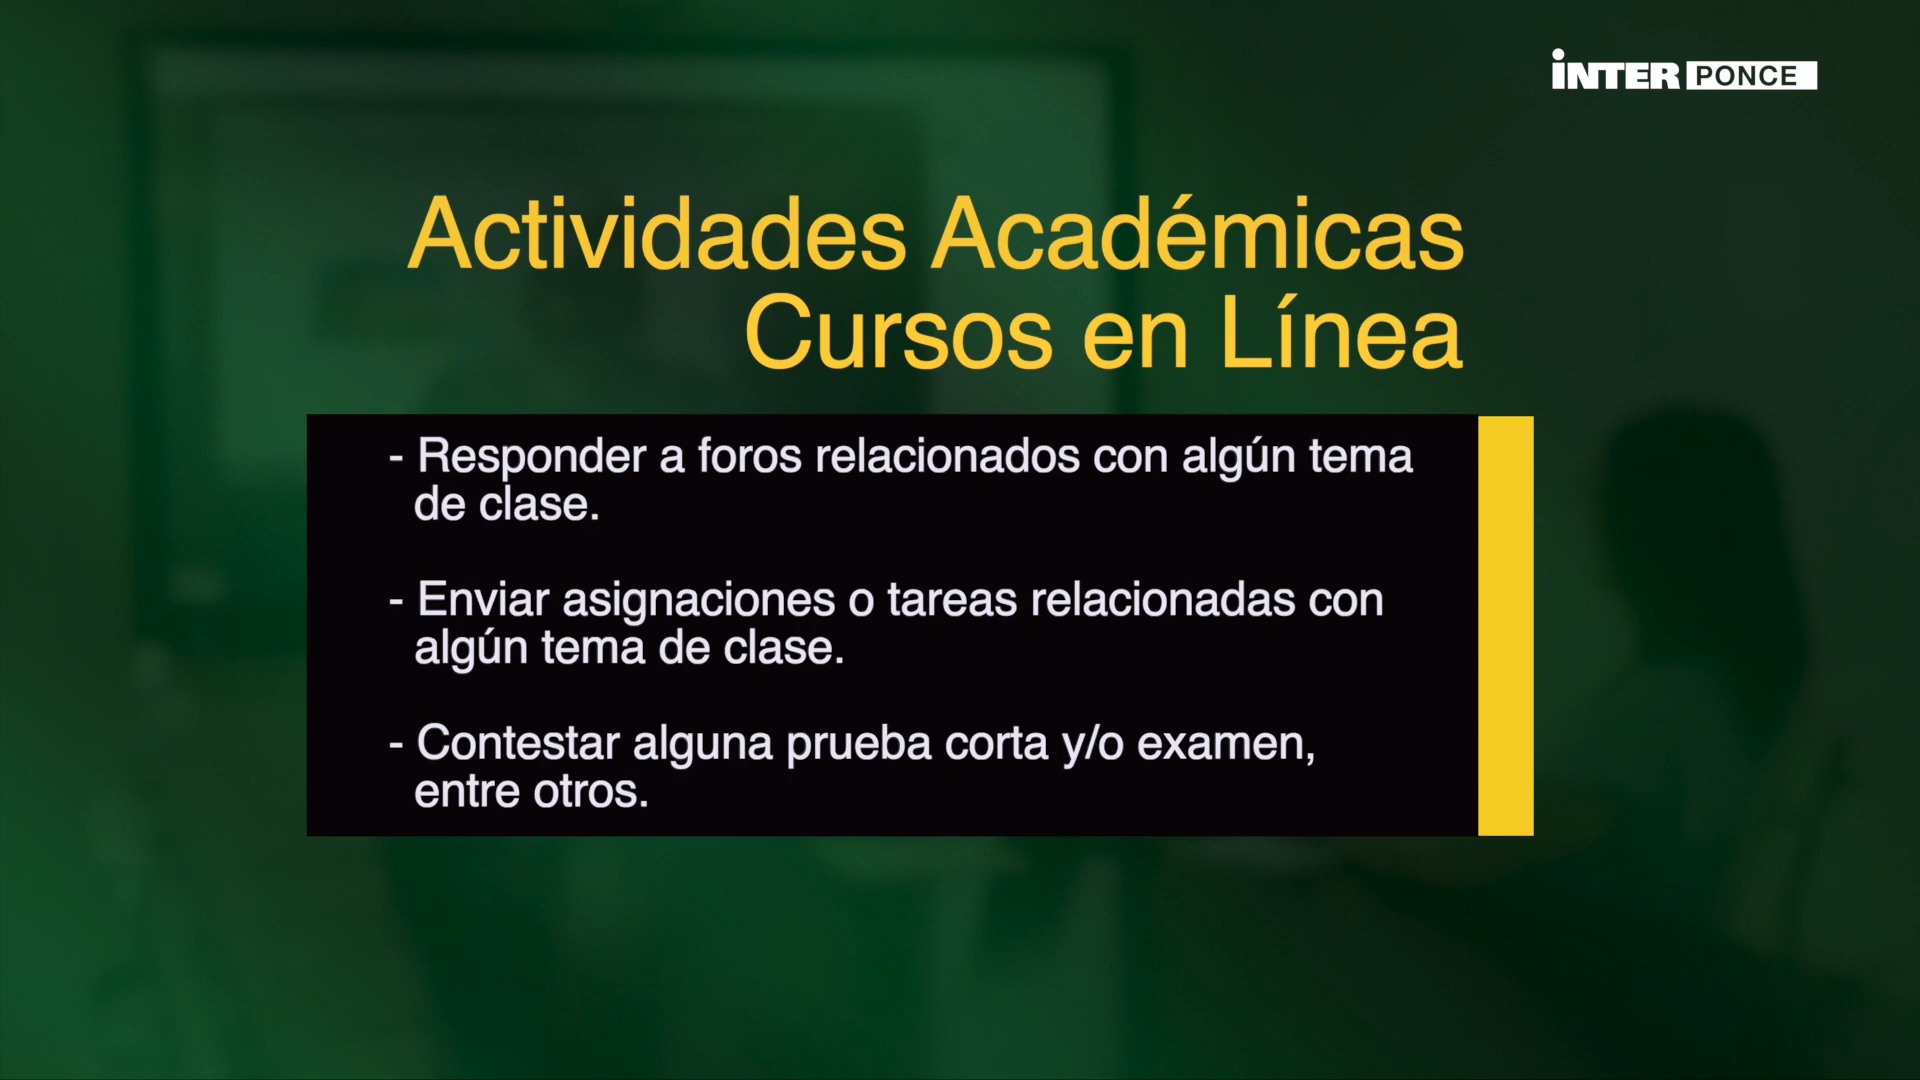 iNTER PONCE
Actividades Académicas
Cursos en Línea
- Responder a foros relacionados con algún tema
de clase.
- Enviar asignaciones o tareas relacionadas con
algún tema de clase.
- Contestar alguna prueba corta y/o examen,
entre otros.